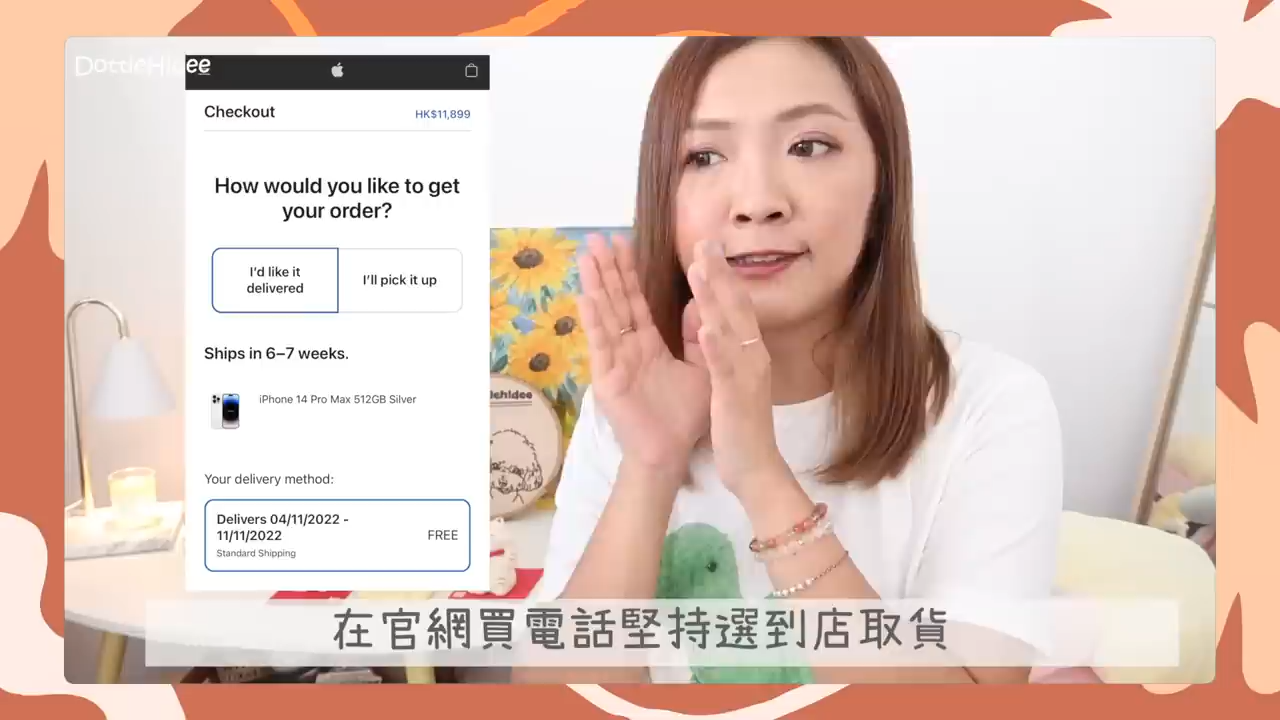 DottieHidee
Checkout
HK$11,899
How would you like to get
your order?
I'd like it
delivered
I'll pick it up
Ships in 6–7 weeks.
iPhone 14 Pro Max 512GB Silver
Your delivery method:
Delivers 04/11/2022 -
11/11/2022
FREE
Standard Shipping
在官網買電話堅持選到店取貨